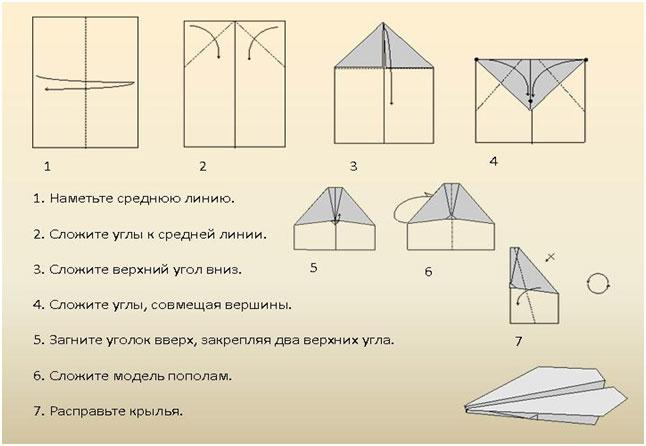 1
2
3
4
1. Наметьте среднюю линию.
2. Сложите углы к средней линии.
3. Сложите верхний угол вниз.
4. Сложите углы, совмещая вершины.
5. Загните уголок вверх, закрепляя два верхних угла.
6. Сложите модель пополам.
7. Расправьте крылья.
5
6
7